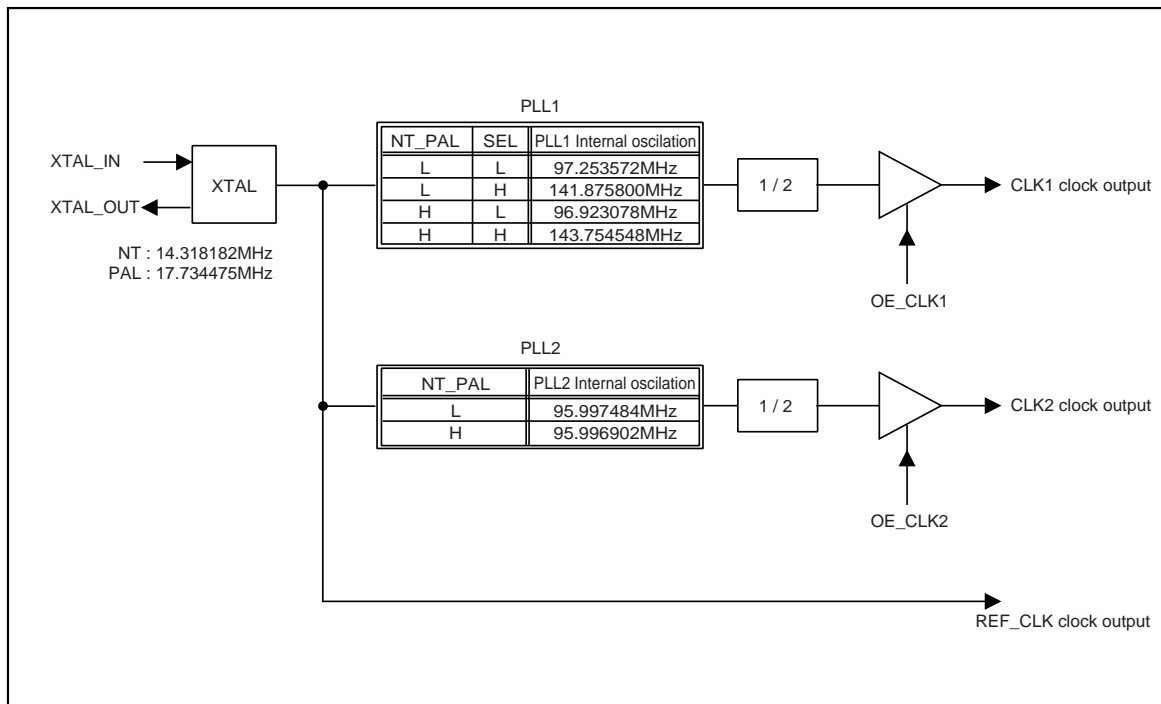 PLL1
NT_PAL SEL PLL1 Internal oscilation
L L 97.253572MHz
L H 141.875800MHz
H L 96.923078MHz
H H 143.754548MHz
XTAL_IN
XTAL_OUT
XTAL
NT : 14.318182MHz
PAL : 17.734475MHz
1 / 2
CLK1 clock output
OE_CLK1
PLL2
NT_PAL PLL2 Internal oscilation
L 95.997484MHz
H 95.996902MHz
1 / 2
CLK2 clock output
OE_CLK2
REF_CLK clock output